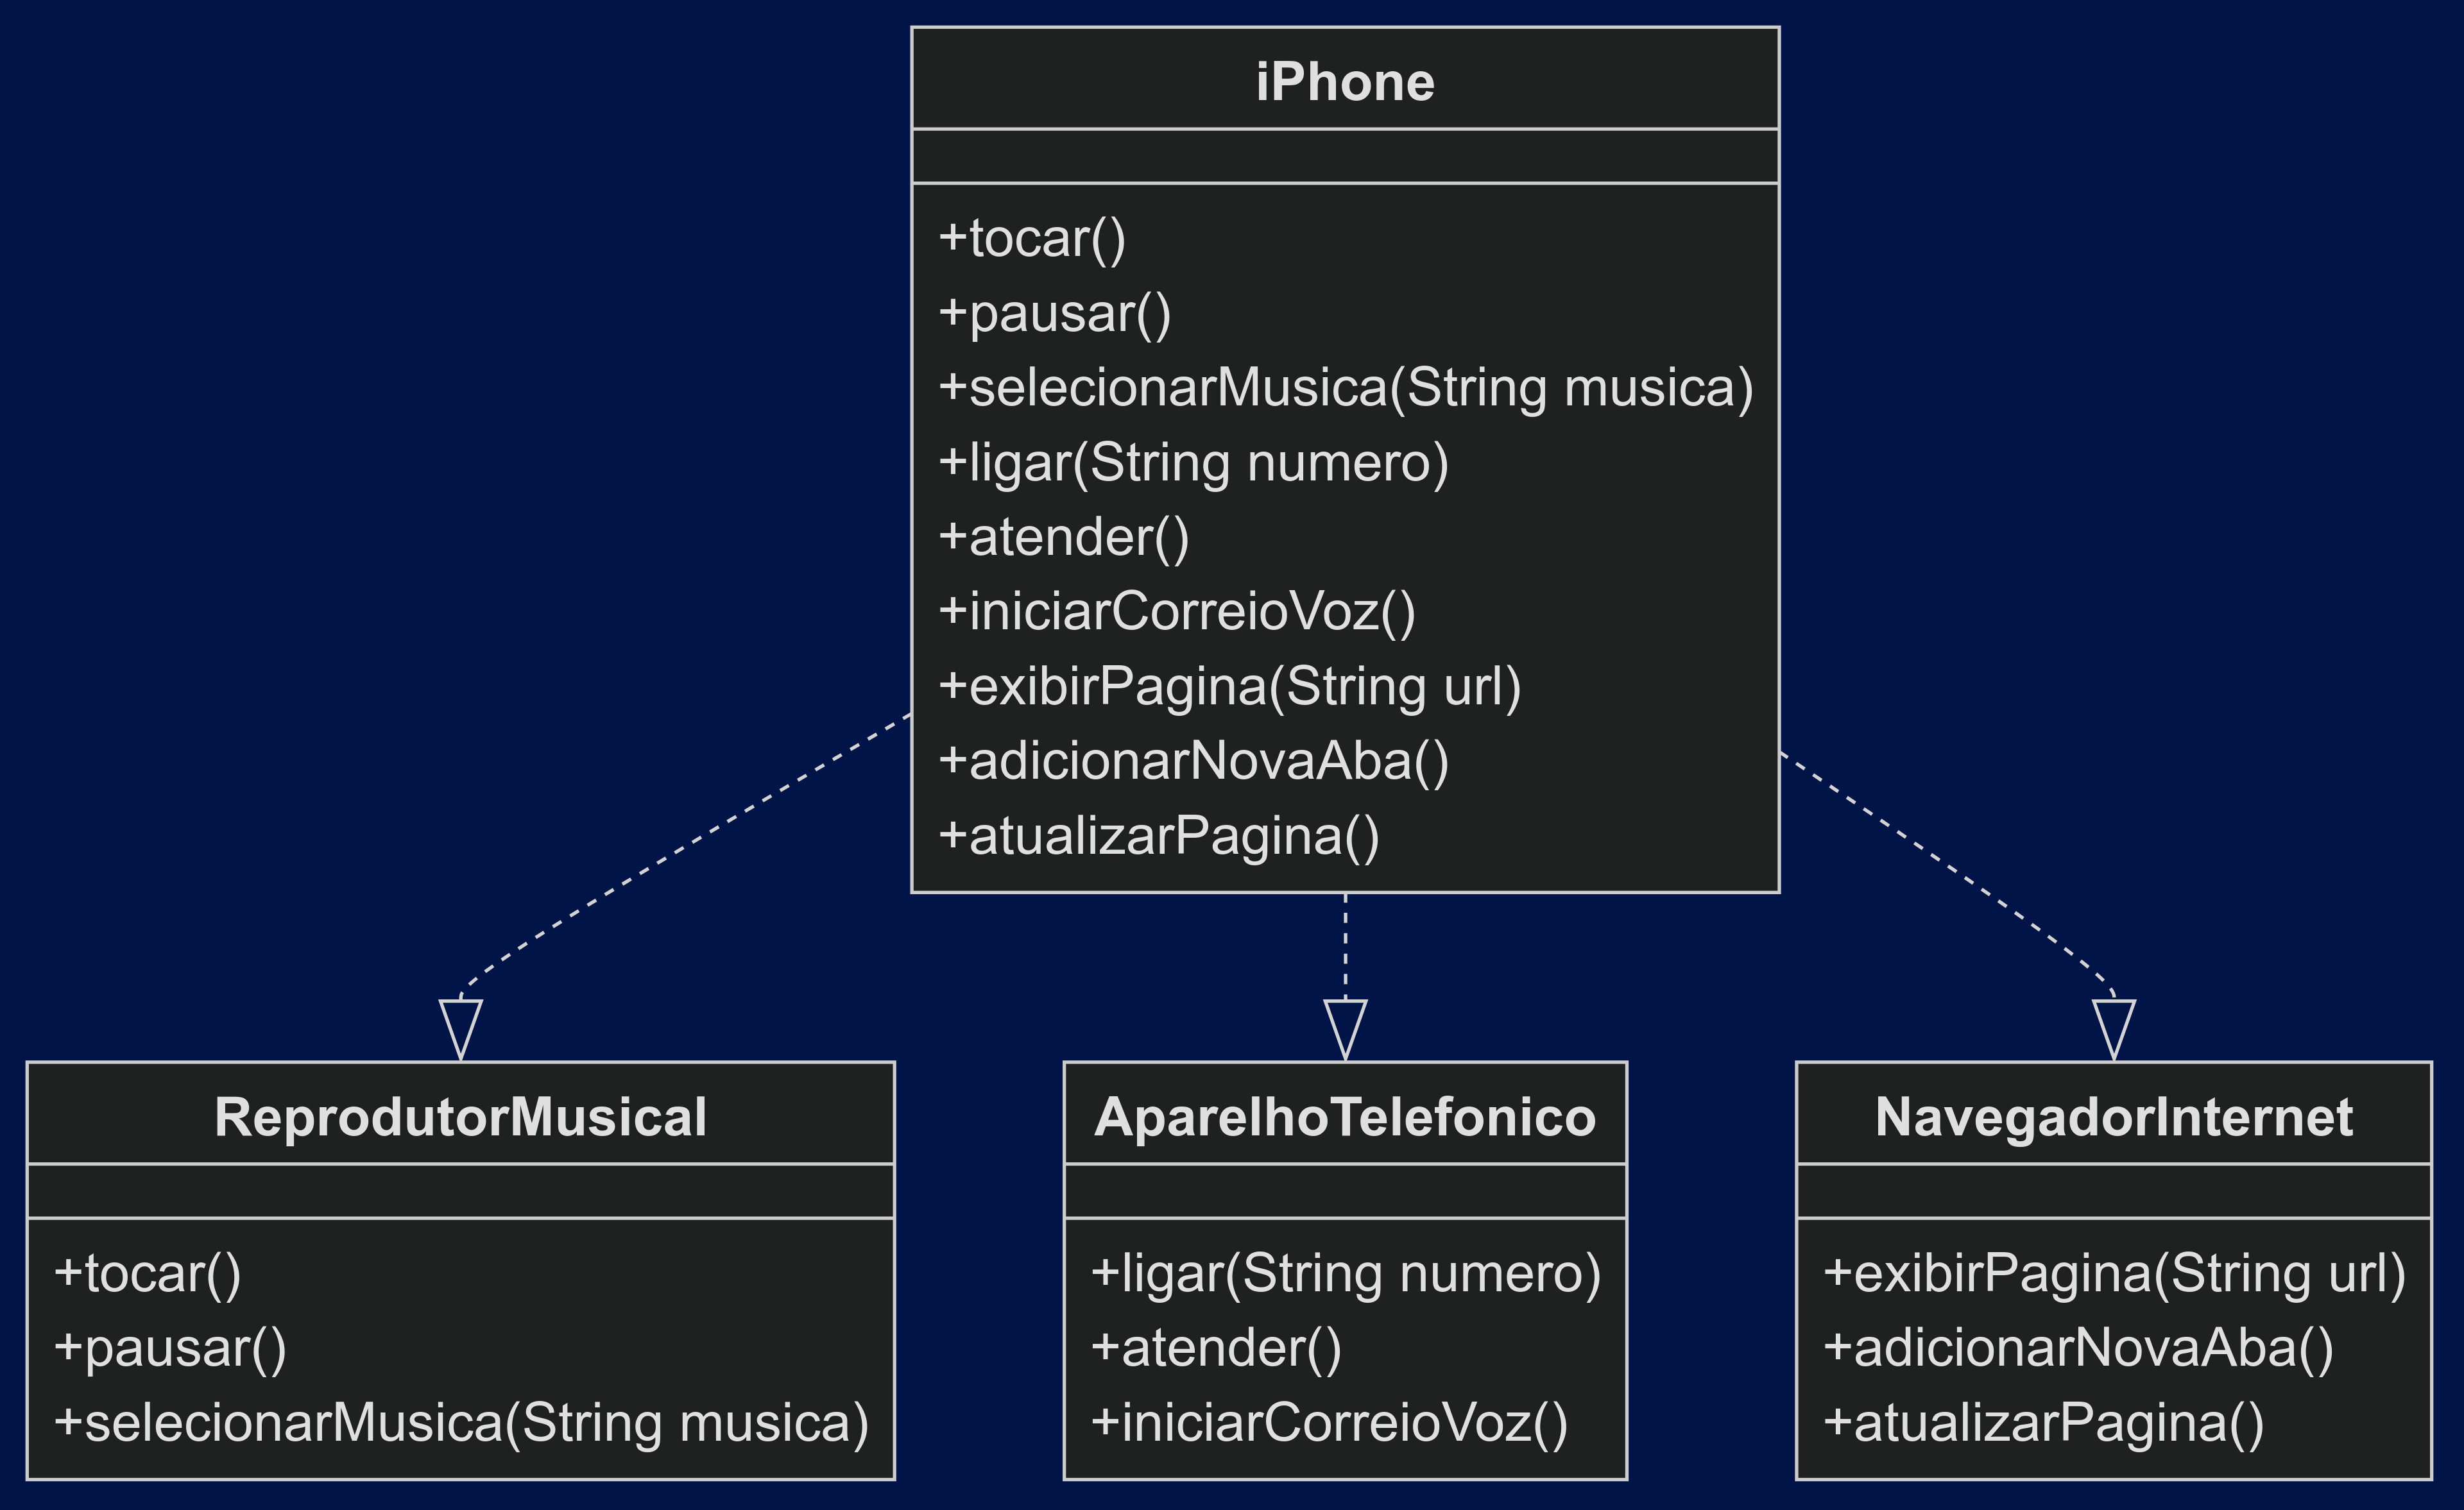 iPhone
+tocar()
+pausar()
+selecionarMusica(String musica)
+ligar(String numero)
+atender()
+iniciarCorreioVoz()
+exibirPagina(String url)
+adicionarNovaAba()
+atualizarPagina()
ReprodutorMusical
+tocar()
+pausar()
+selecionarMusica(String musica)
AparelhoTelefonico
+ligar(String numero)
+atender()
+iniciarCorreioVoz()
NavegadorInternet
+exibirPagina(String url)
+adicionarNovaAba()
+atualizarPagina()